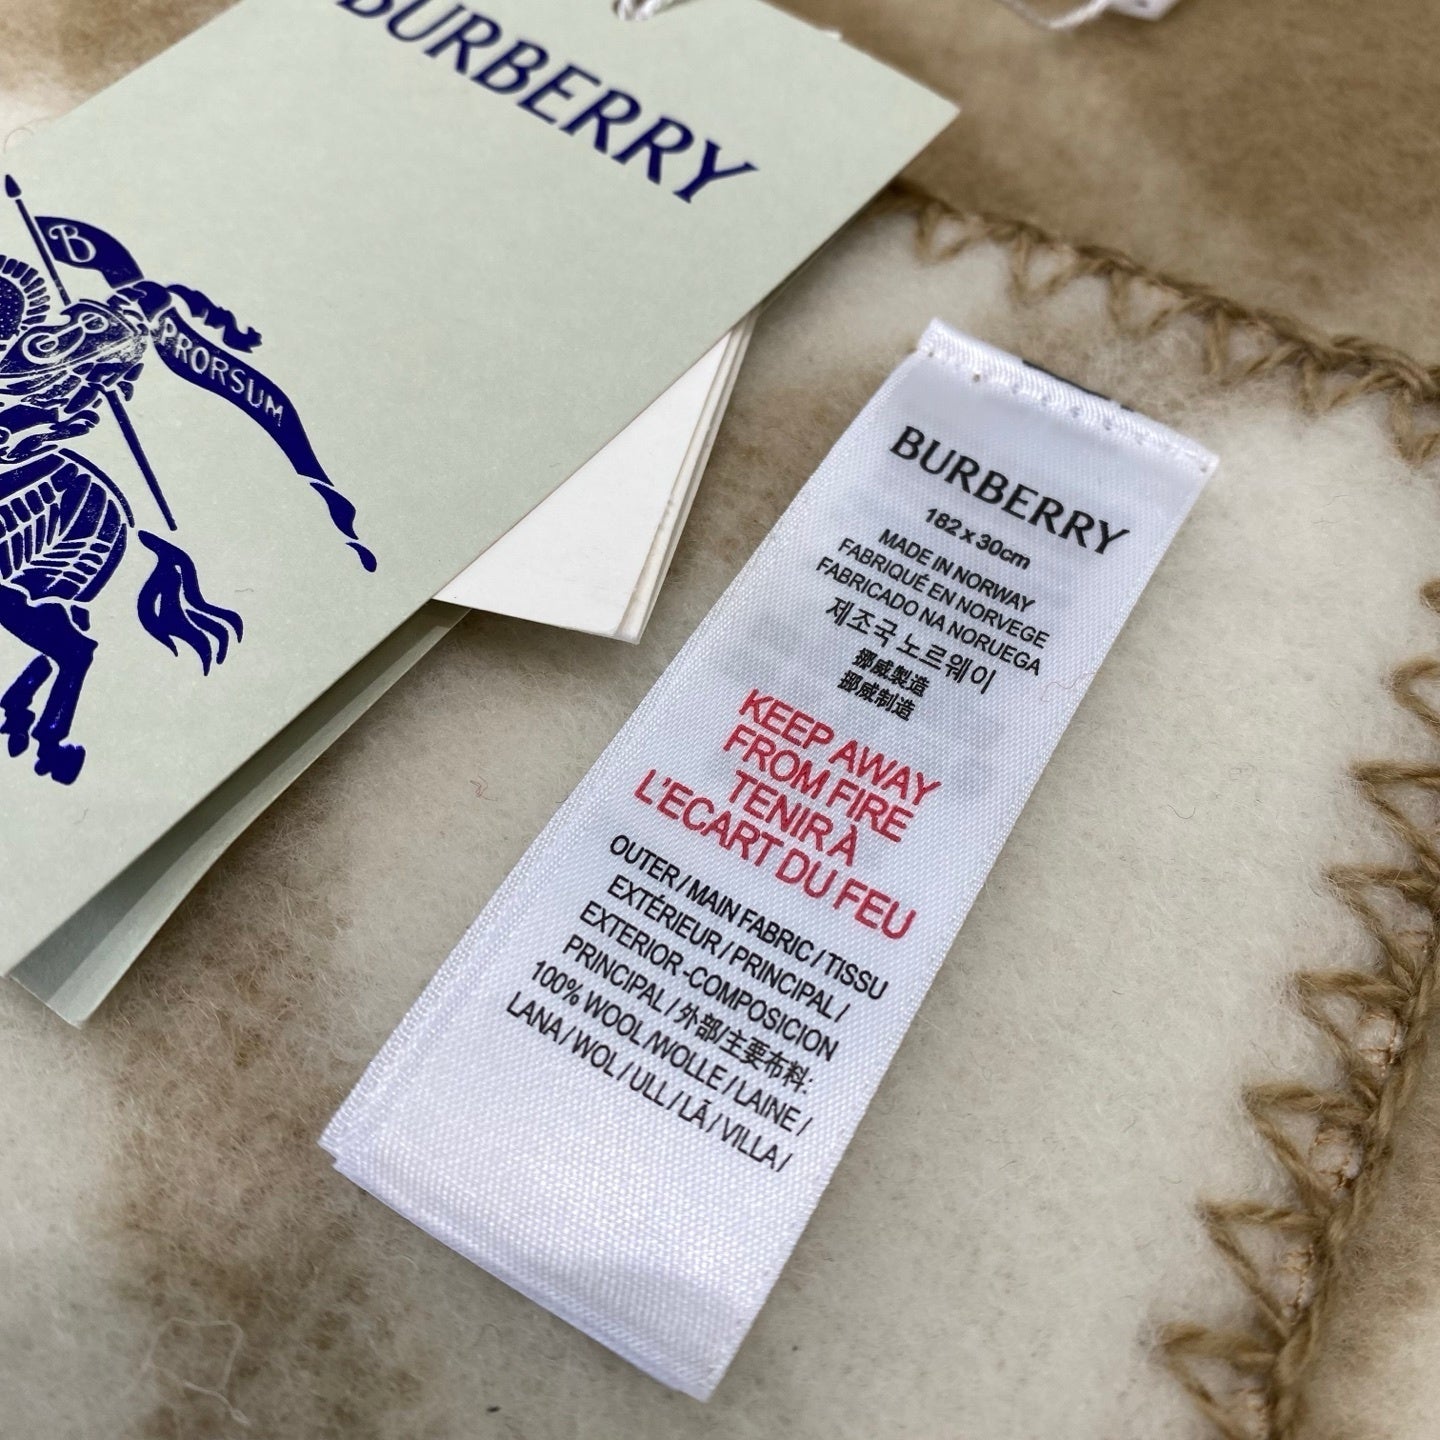 BURBERRY
B
PRORSUM
BURBERRY
182 x 30cm
MADE IN NORWAY
FABRIQUÉ EN NORVEGE
FABRICADO NA NORUEGA
제조국 노르웨이
挪威製造
挪威制造
KEEP AWAY
FROM FIRE
TENIR À
L'ECART DU FEU
OUTER / MAIN FABRIC / TISSU
EXTÉRIEUR / PRINCIPAL /
EXTERIOR-COMPOSICION
PRINCIPAL / 外部/主要布料:
100% WOOL/WOLLE / LAINE /
LANA / WOL / ULL / LÃ / VILLA /